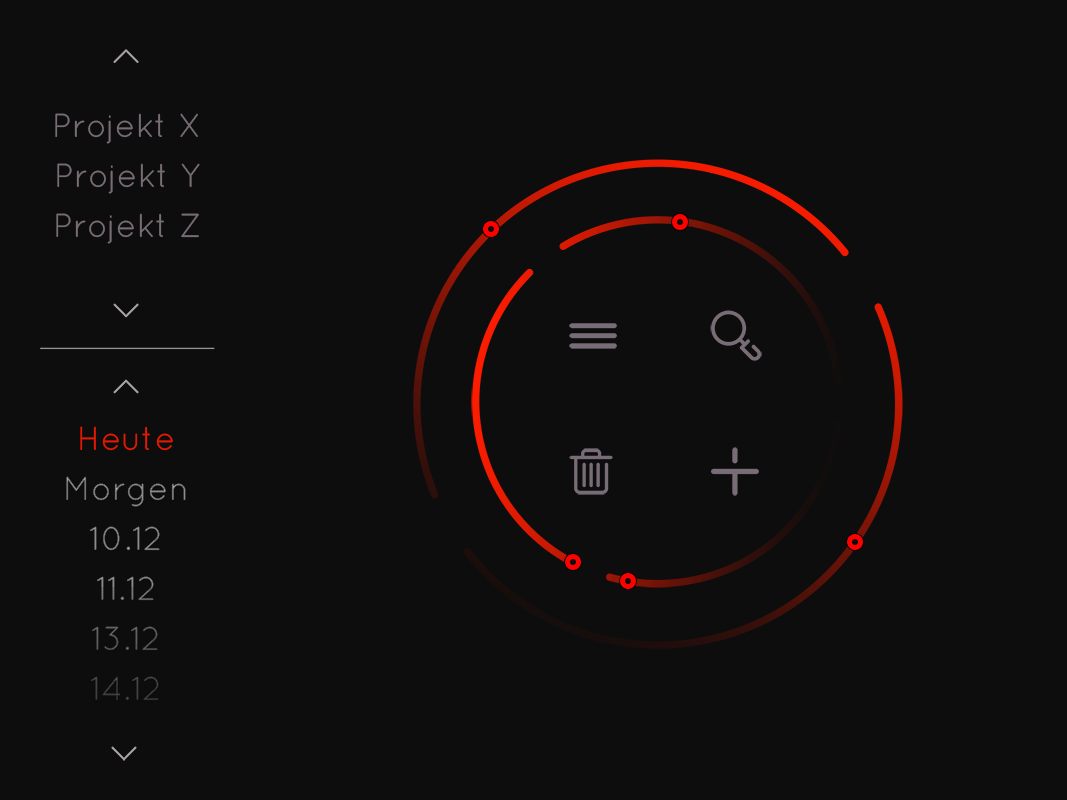 Projekt X
Projekt Y
Projekt Z
Heute
Morgen
10.12
11.12
13.12
14.12